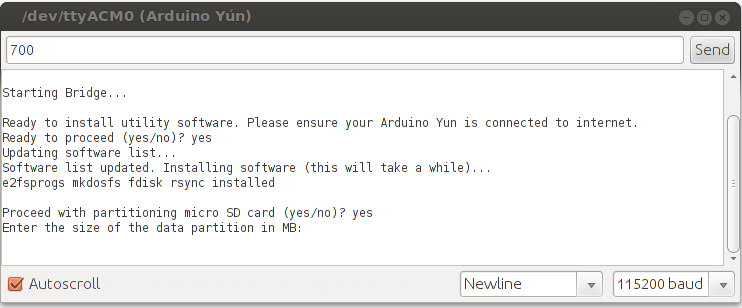 /dev/ttyACM0 (Arduino Yún)
700
Send
Starting Bridge...
Ready to install utility software. Please ensure your Arduino Yun is connected to internet.
Ready to proceed (yes/no)? yes
Updating software list...
Software list updated. Installing software (this will take a while)...
e2fsprogs mkdosfs fdisk rsync installed
Proceed with partitioning micro SD card (yes/no)? yes
Enter the size of the data partition in MB:
Autoscroll
Newline
115200 baud